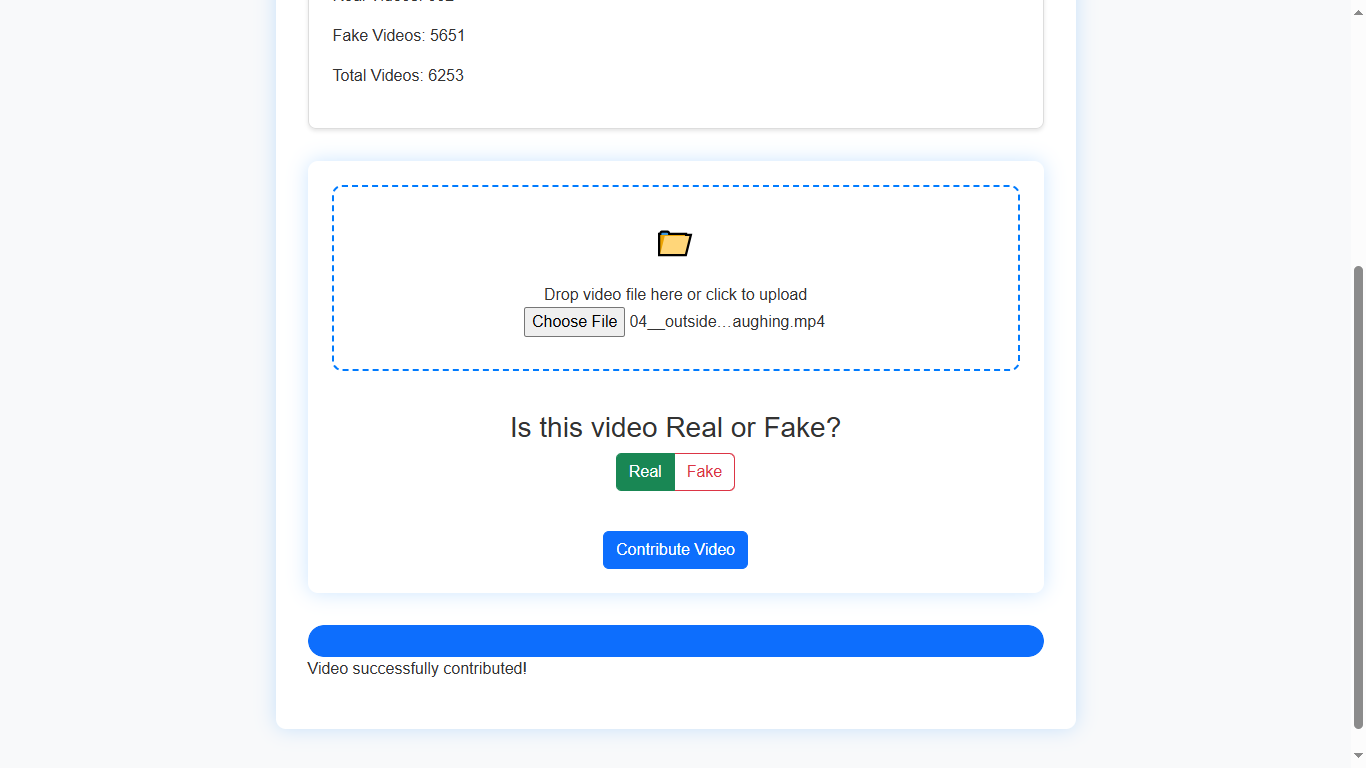 Fake Videos: 5651
Total Videos: 6253
Drop video file here or click to upload
Choose File 04__outside…aughing.mp4
Is this video Real or Fake?
Real Fake
Contribute Video
Video successfully contributed!